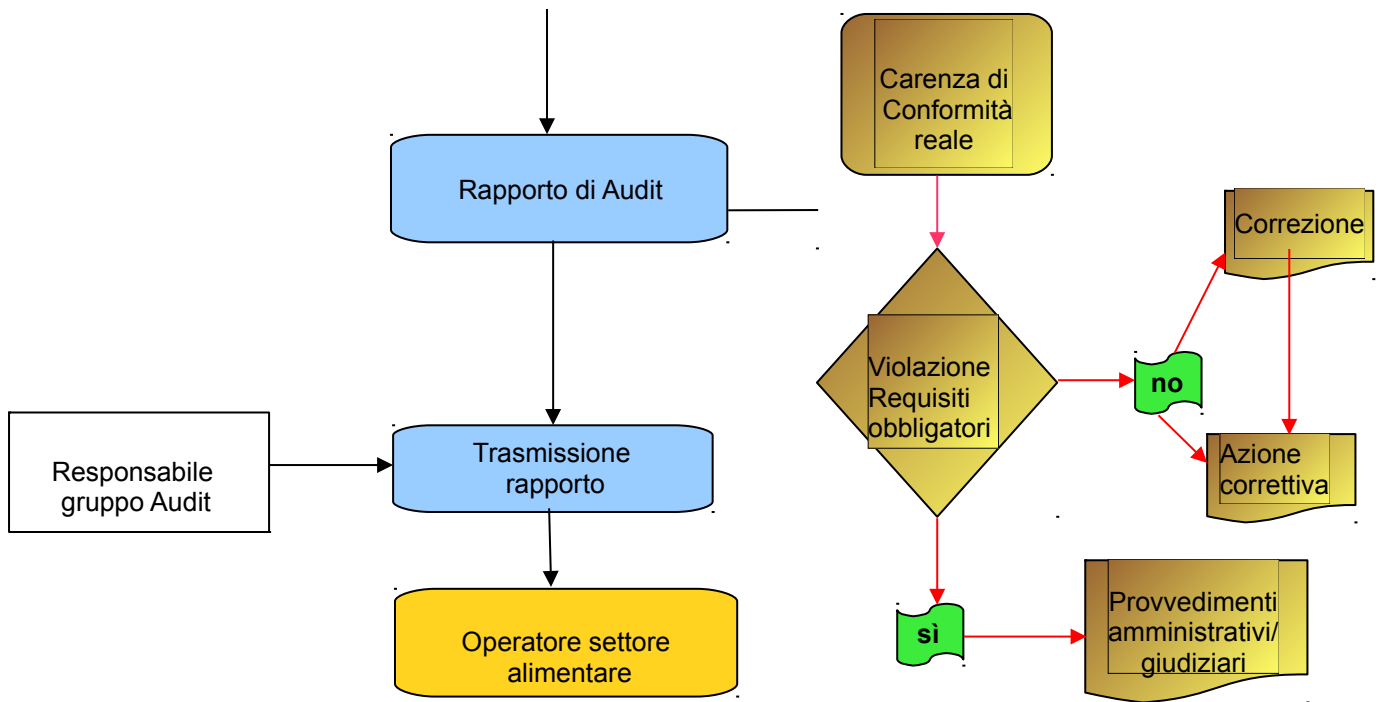 Rapporto di Audit
Responsabile
gruppo Audit
Trasmissione
rapporto
Operatore settore
alimentare
Carenza di
Conformità
reale
Violazione
Requisiti
obbligatori
no
Correzione
Azione
correttiva
sì
Provvedimenti
amministrativi/
giudiziari